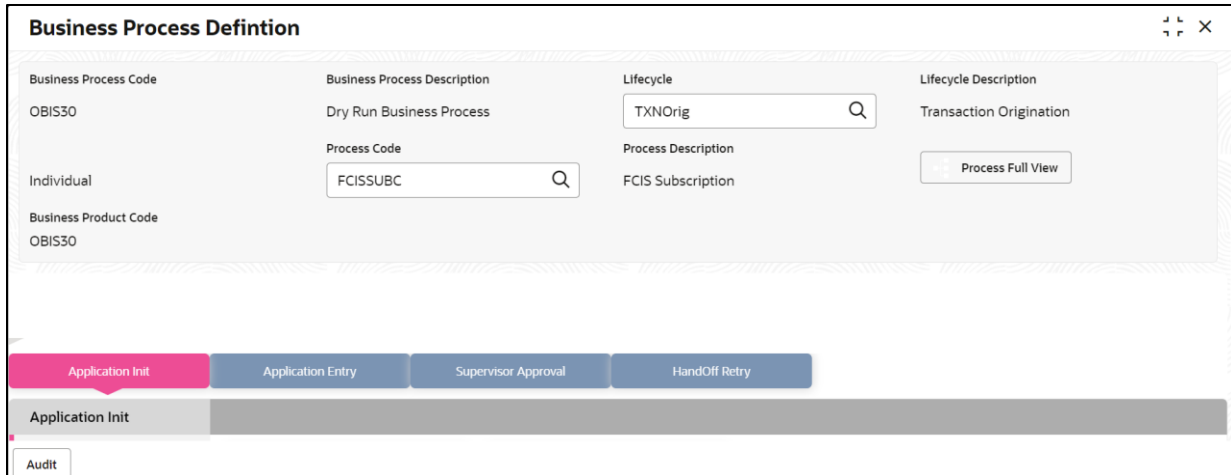 Business Process Defintion
Business Process Code Business Process Description Lifecycle Lifecycle Description
OBIS30 Dry Run Business Process TXNOrig Transaction Origination
Process Code Process Description
Individual FCISSUBC FCIS Subscription Process Full View
Business Product Code
OBIS30
Application Init Application Entry Supervisor Approval HandOff Retry
Application Init
Audit